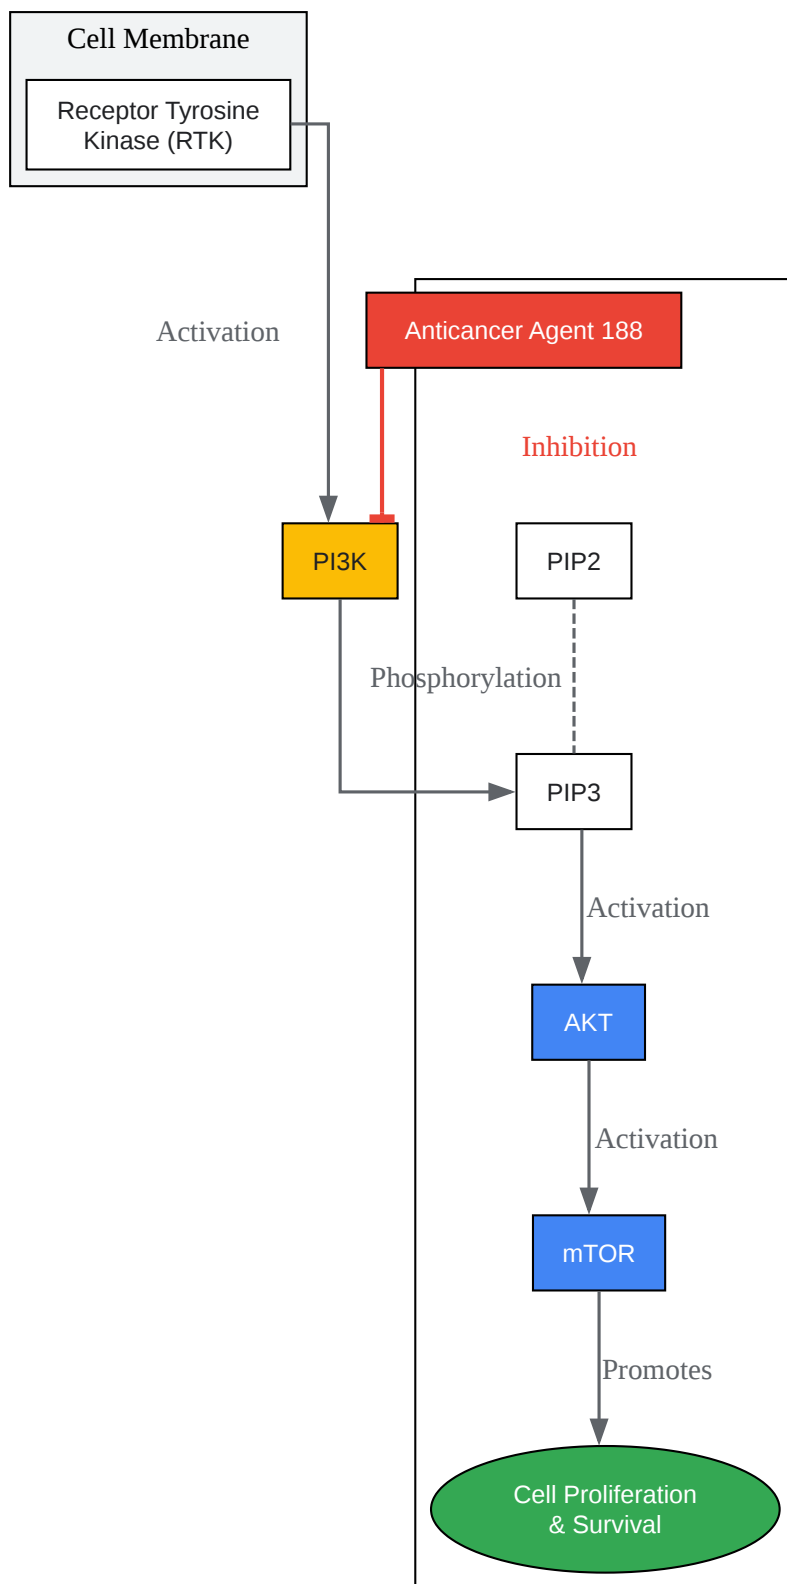 Cell Membrane
Receptor Tyrosine
Kinase (RTK)
Activation
Anticancer Agent 188
Inhibition
PI3K
PIP2
Phosphorylation
PIP3
Activation
AKT
Activation
mTOR
Promotes
Cell Proliferation
& Survival